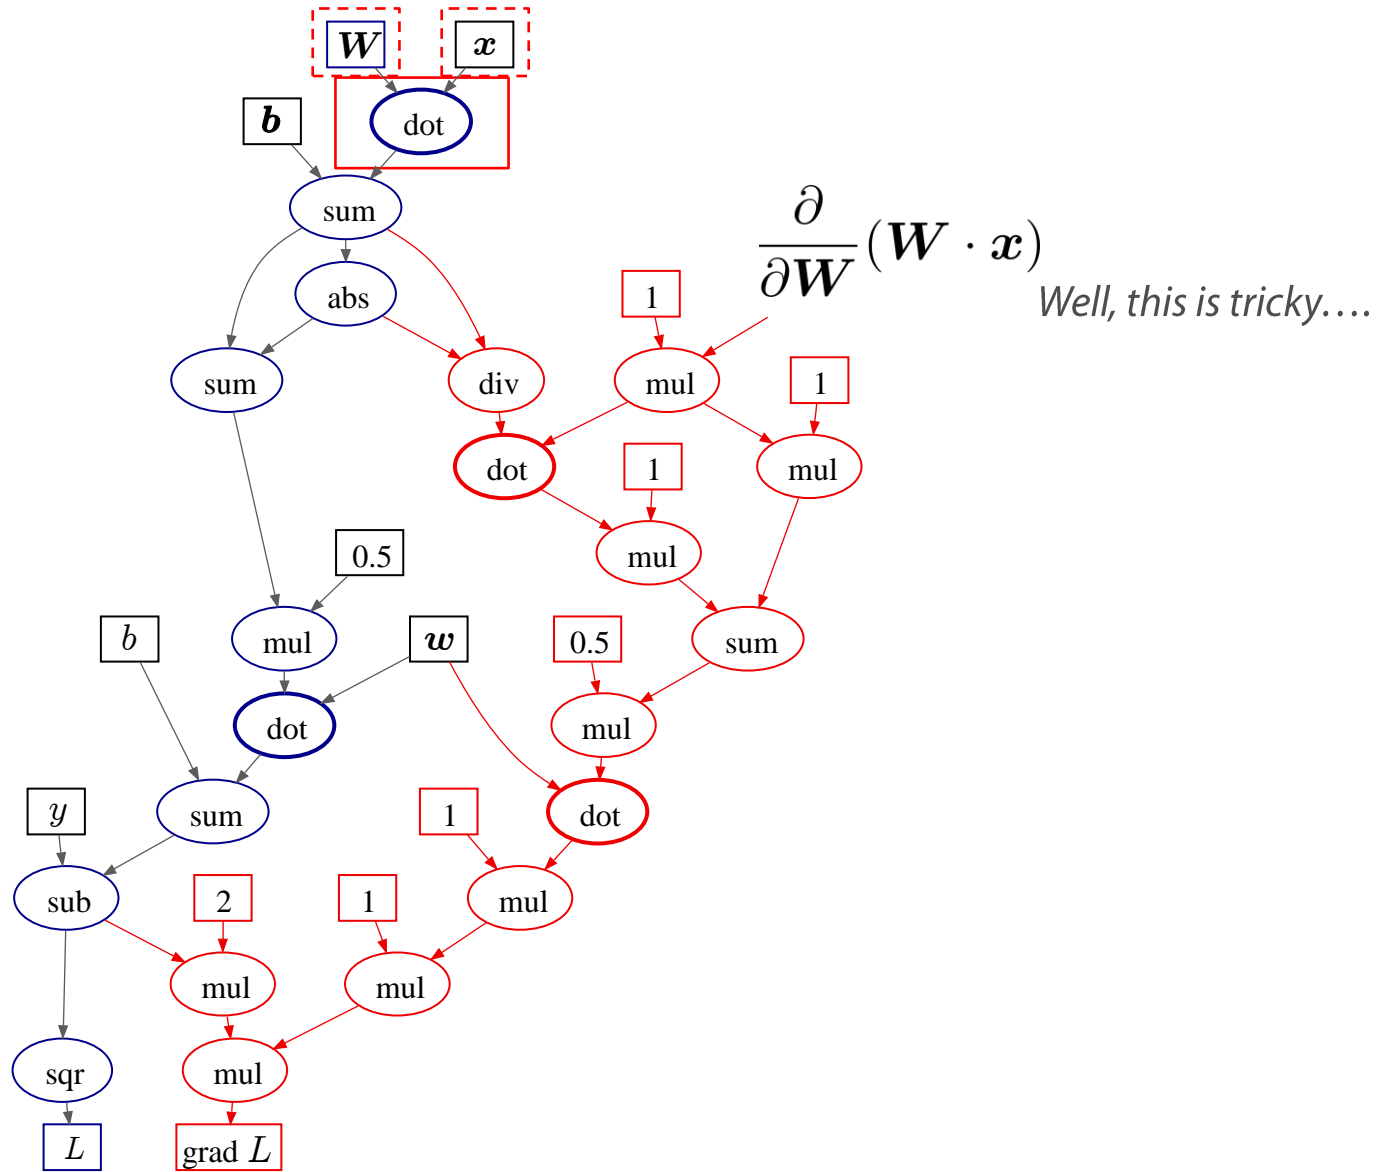 W x
b dot
sum
∂/∂W (W · x)
abs 1 Well, this is tricky….
sum div mul 1
dot 1 mul
mul
0.5
b mul w 0.5 sum
dot mul
y sum 1 dot
sub 2 1 mul
mul mul
sqr mul
L grad L